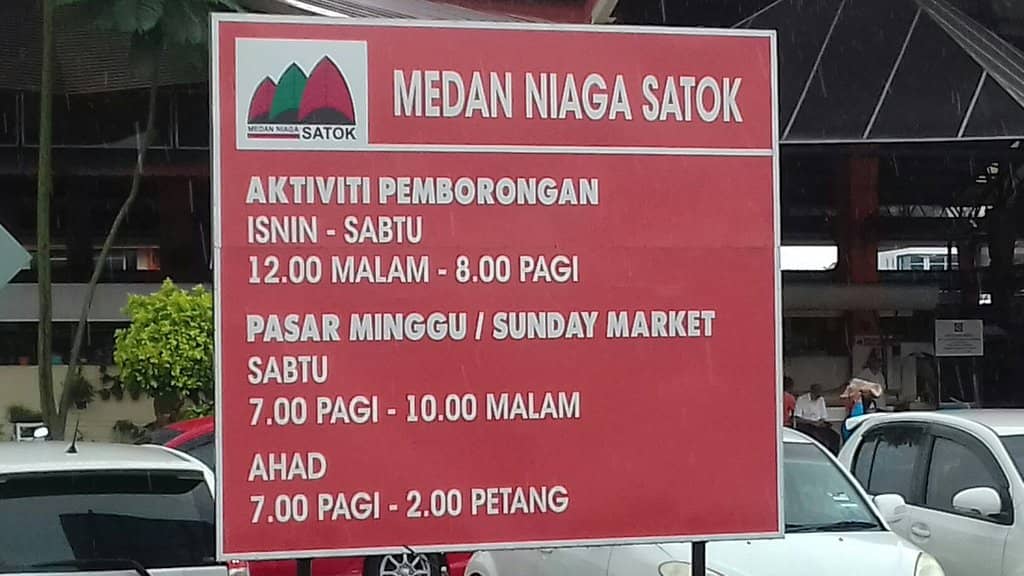 MEDAN NIAGA SATOK
MEDAN NIAGA SATOK
AKTIVITI PEMBORONGAN
ISNIN - SABTU
12.00 MALAM - 8.00 PAGI
PASAR MINGGU / SUNDAY MARKET
SABTU
7.00 PAGI - 10.00 MALAM
AHAD
7.00 PAGI - 2.00 PETANG